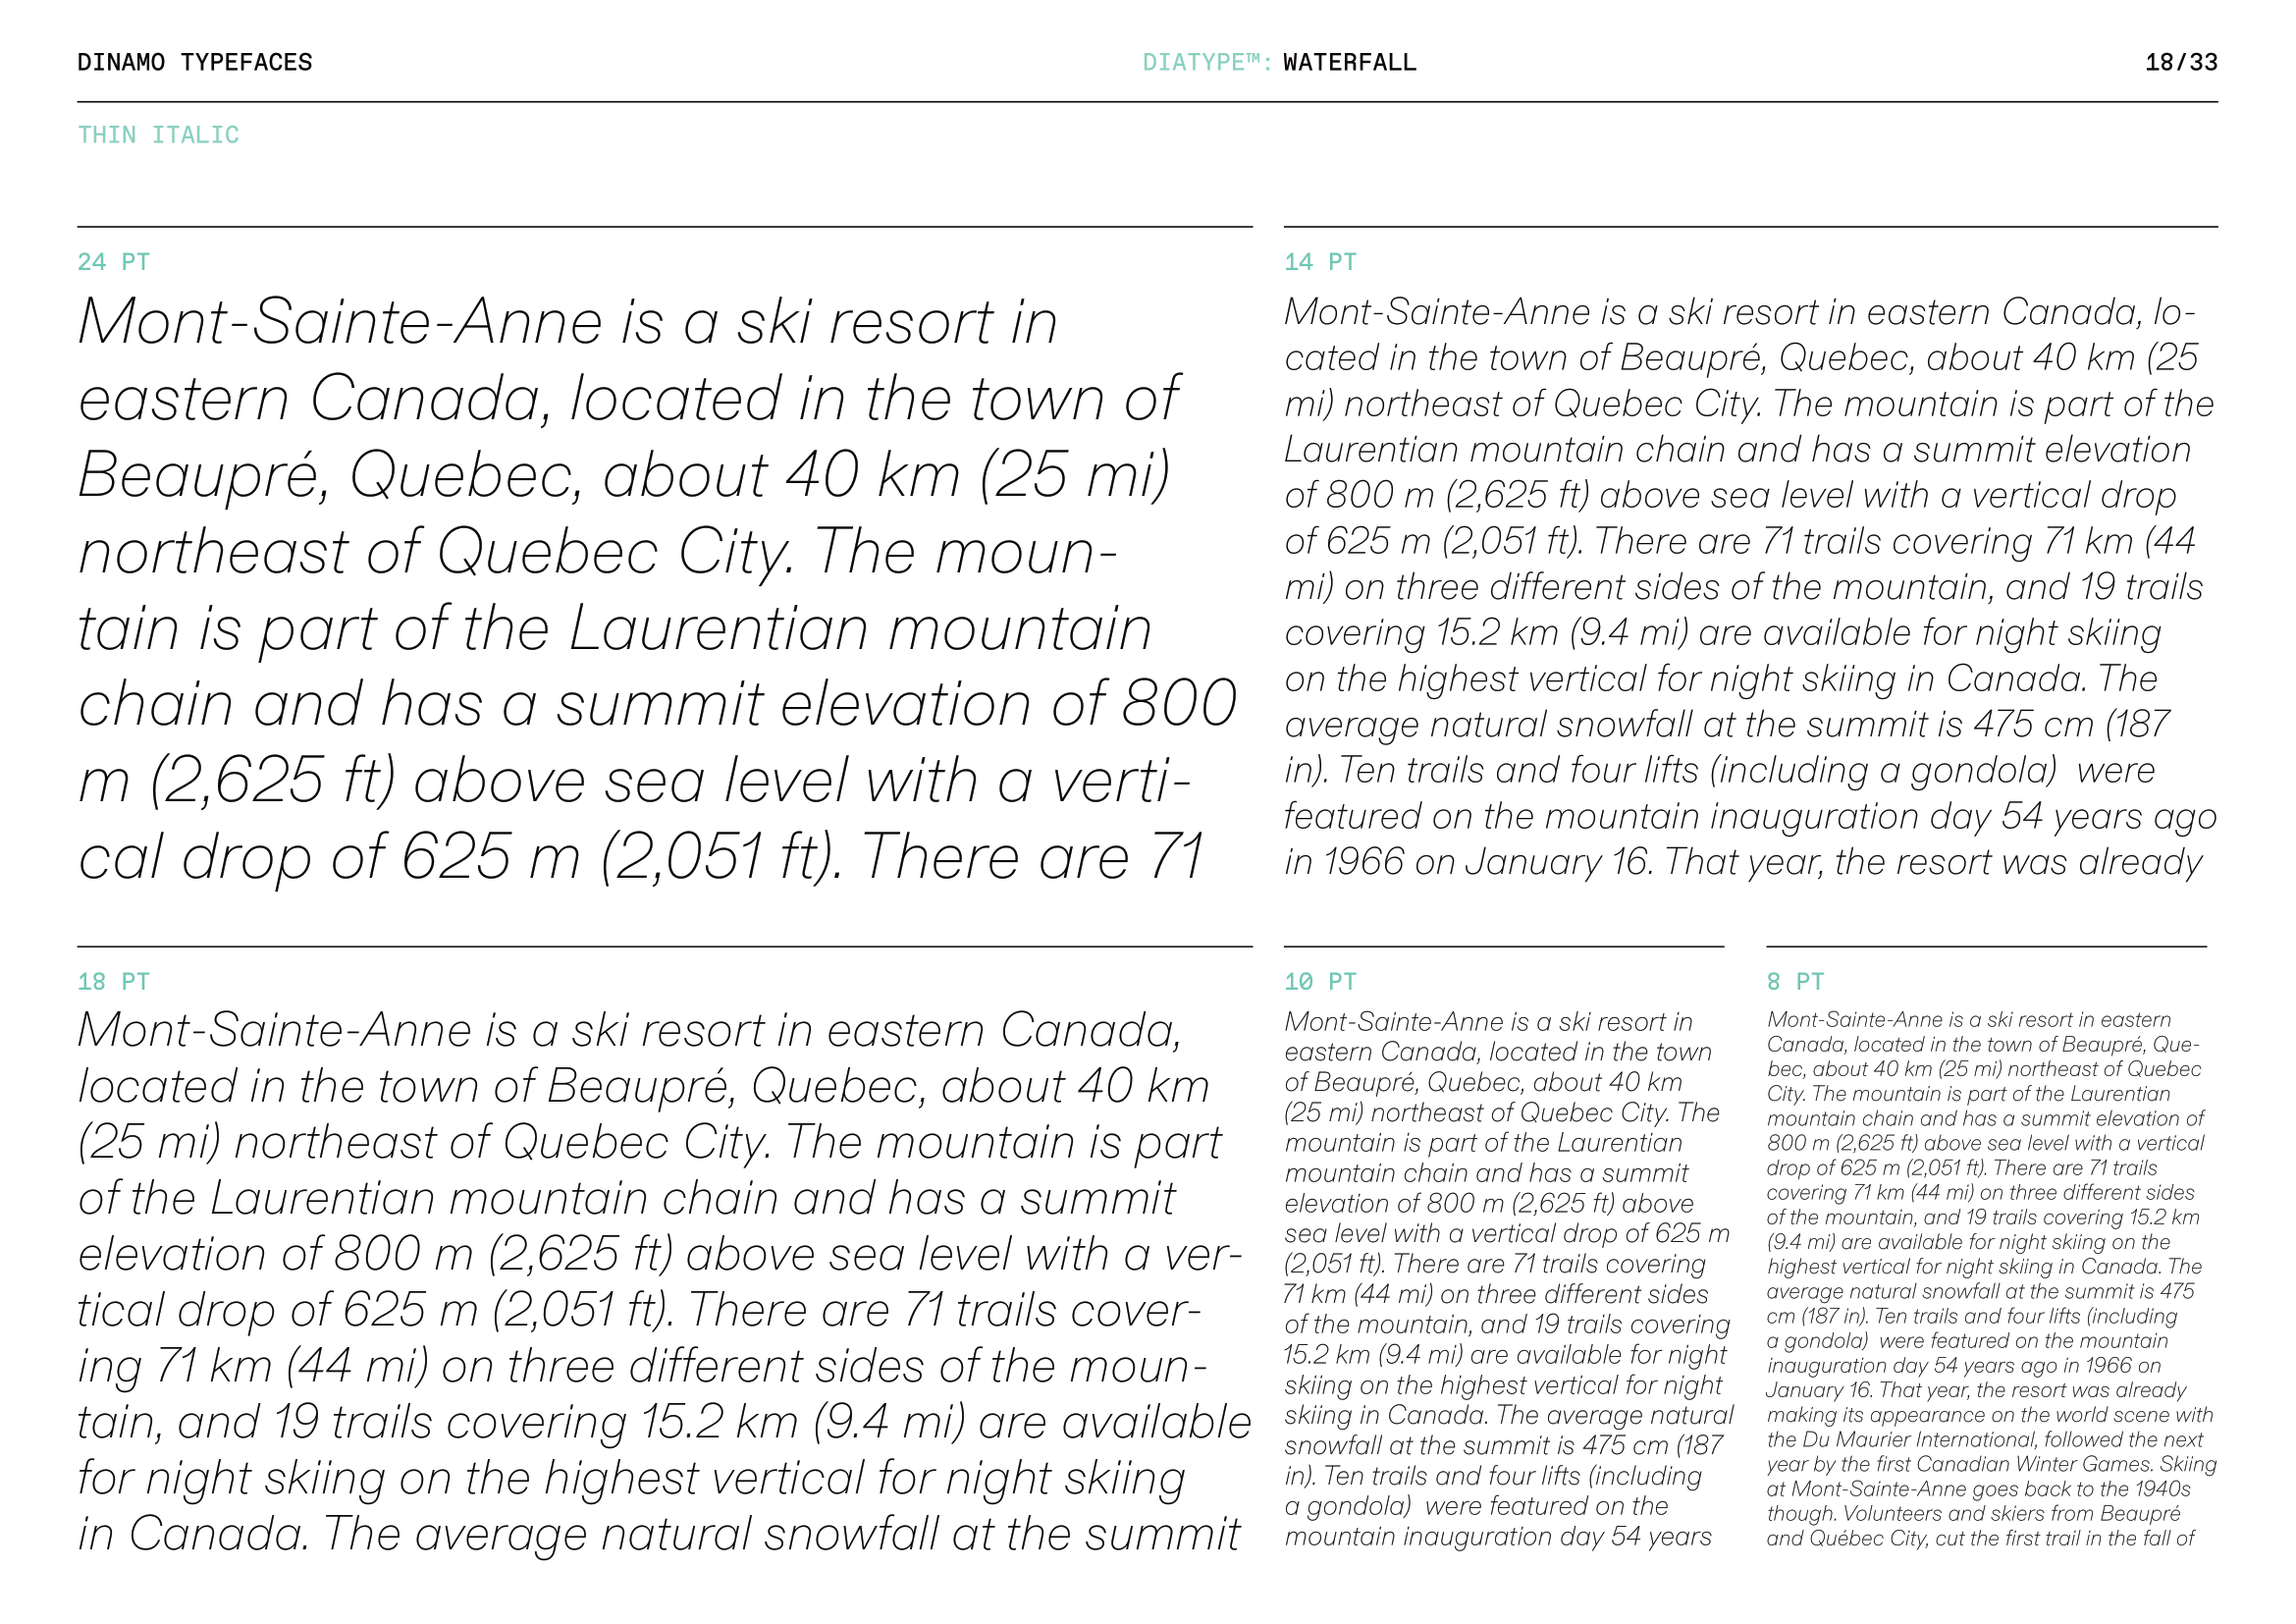 DINAMO TYPEFACES
DIATYPE™: WATERFALL
18/33
THIN ITALIC
24 PT
Mont-Sainte-Anne is a ski resort in
eastern Canada, located in the town of
Beaupré, Quebec, about 40 km (25 mi)
northeast of Quebec City. The moun-
tain is part of the Laurentian mountain
chain and has a summit elevation of 800
m (2,625 ft) above sea level with a verti-
cal drop of 625 m (2,051 ft). There are 71
14 PT
Mont-Sainte-Anne is a ski resort in eastern Canada, lo-
cated in the town of Beaupré, Quebec, about 40 km (25
mi) northeast of Quebec City. The mountain is part of the
Laurentian mountain chain and has a summit elevation
of 800 m (2,625 ft) above sea level with a vertical drop
of 625 m (2,051 ft). There are 71 trails covering 71 km (44
mi) on three different sides of the mountain, and 19 trails
covering 15.2 km (9.4 mi) are available for night skiing
on the highest vertical for night skiing in Canada. The
average natural snowfall at the summit is 475 cm (187
in). Ten trails and four lifts (including a gondola)  were
featured on the mountain inauguration day 54 years ago
in 1966 on January 16. That year, the resort was already
18 PT
Mont-Sainte-Anne is a ski resort in eastern Canada,
located in the town of Beaupré, Quebec, about 40 km
(25 mi) northeast of Quebec City. The mountain is part
of the Laurentian mountain chain and has a summit
elevation of 800 m (2,625 ft) above sea level with a ver-
tical drop of 625 m (2,051 ft). There are 71 trails cover-
ing 71 km (44 mi) on three different sides of the moun-
tain, and 19 trails covering 15.2 km (9.4 mi) are available
for night skiing on the highest vertical for night skiing
in Canada. The average natural snowfall at the summit
10 PT
Mont-Sainte-Anne is a ski resort in
eastern Canada, located in the town
of Beaupré, Quebec, about 40 km
(25 mi) northeast of Quebec City. The
mountain is part of the Laurentian
mountain chain and has a summit
elevation of 800 m (2,625 ft) above
sea level with a vertical drop of 625 m
(2,051 ft). There are 71 trails covering
71 km (44 mi) on three different sides
of the mountain, and 19 trails covering
15.2 km (9.4 mi) are available for night
skiing on the highest vertical for night
skiing in Canada. The average natural
snowfall at the summit is 475 cm (187
in). Ten trails and four lifts (including
a gondola)  were featured on the
mountain inauguration day 54 years
8 PT
Mont-Sainte-Anne is a ski resort in eastern
Canada, located in the town of Beaupré, Que-
bec, about 40 km (25 mi) northeast of Quebec
City. The mountain is part of the Laurentian
mountain chain and has a summit elevation of
800 m (2,625 ft) above sea level with a vertical
drop of 625 m (2,051 ft). There are 71 trails
covering 71 km (44 mi) on three different sides
of the mountain, and 19 trails covering 15.2 km
(9.4 mi) are available for night skiing on the
highest vertical for night skiing in Canada. The
average natural snowfall at the summit is 475
cm (187 in). Ten trails and four lifts (including
a gondola)  were featured on the mountain
inauguration day 54 years ago in 1966 on
January 16. That year, the resort was already
making its appearance on the world scene with
the Du Maurier International, followed the next
year by the first Canadian Winter Games. Skiing
at Mont-Sainte-Anne goes back to the 1940s
though. Volunteers and skiers from Beaupré
and Québec City, cut the first trail in the fall of